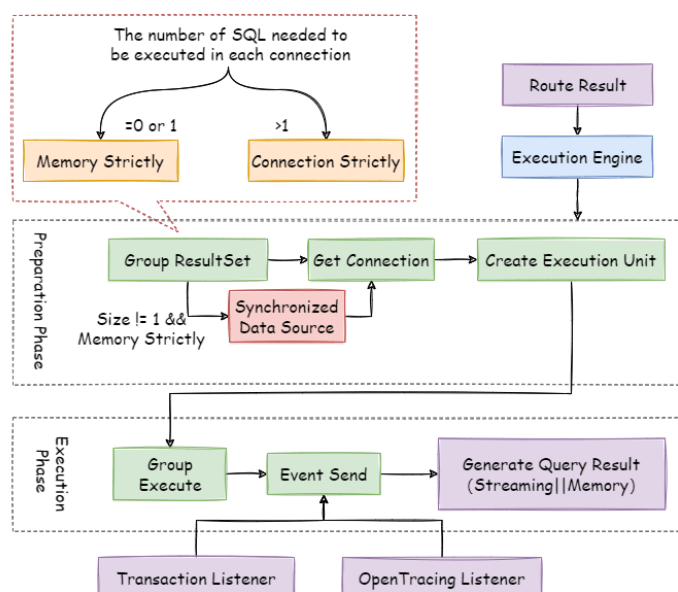 The number of SQL needed to
be executed in each connection
=0 or 1
>1
Memory Strictly
Connection Strictly
Route Result
Execution Engine
Preparation Phase
Group ResultSet
Get Connection
Create Execution Unit
Size != 1 &&
Memory Strictly
Synchronized
Data Source
Execution
Phase
Group
Execute
Event Send
Generate Query Result
(Streaming||Memory)
Transaction Listener
OpenTracing Listener